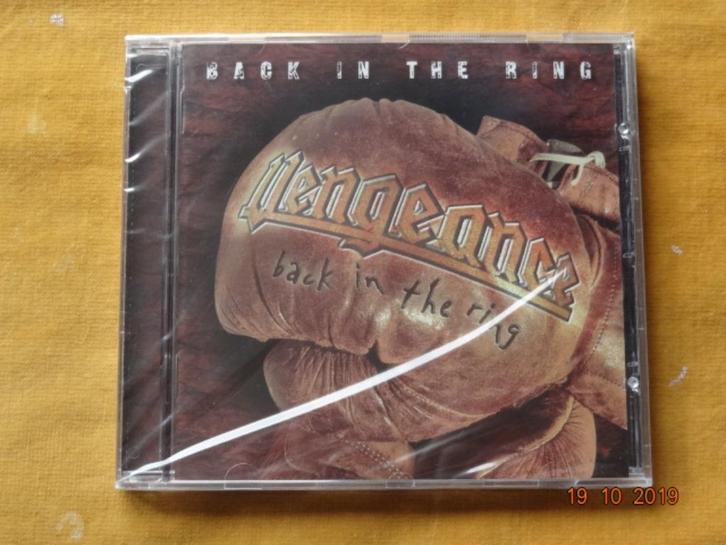 BACK IN THE RING
Vengeance
back in the ring
19 10 2019